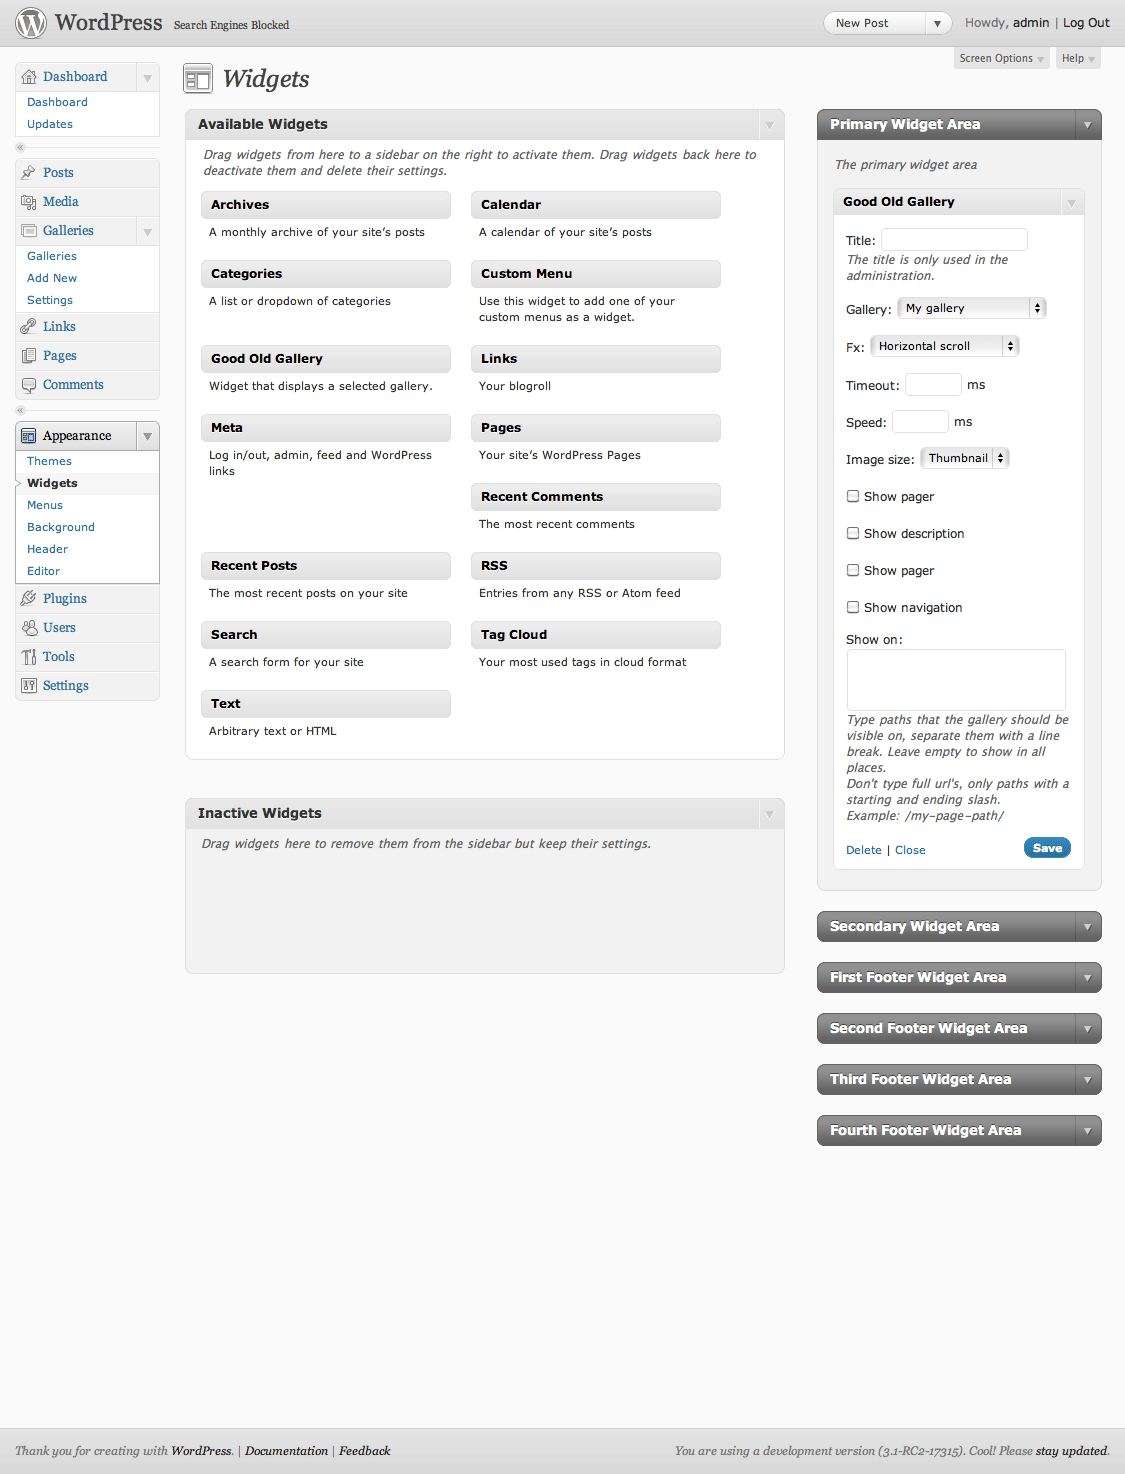 WordPress Search Engines Blocked
New Post
Howdy, admin | Log Out
Screen Options
Help
Dashboard
Dashboard
Updates
Posts
Media
Galleries
Galleries
Add New
Settings
Links
Pages
Comments
Appearance
Themes
Widgets
Menus
Background
Header
Editor
Plugins
Users
Tools
Settings
Widgets
Available Widgets
Drag widgets from here to a sidebar on the right to activate them. Drag widgets back here to
deactivate them and delete their settings.
Archives
A monthly archive of your site's posts
Calendar
A calendar of your site's posts
Categories
A list or dropdown of categories
Custom Menu
Use this widget to add one of your
custom menus as a widget.
Good Old Gallery
Widget that displays a selected gallery.
Links
Your blogroll
Meta
Log in/out, admin, feed and WordPress
links
Pages
Your site's WordPress Pages
Recent Comments
The most recent comments
Recent Posts
The most recent posts on your site
RSS
Entries from any RSS or Atom feed
Search
A search form for your site
Tag Cloud
Your most used tags in cloud format
Text
Arbitrary text or HTML
Inactive Widgets
Drag widgets here to remove them from the sidebar but keep their settings.
Primary Widget Area
The primary widget area
Good Old Gallery
Title:
The title is only used in the
administration.
Gallery: My gallery
Fx: Horizontal scroll
Timeout: ms
Speed: ms
Image size: Thumbnail
Show pager
Show description
Show pager
Show navigation
Show on:
Type paths that the gallery should be
visible on, separate them with a line
break. Leave empty to show in all
places.
Don't type full url's, only paths with a
starting and ending slash.
Example: /my-page-path/
Delete | Close
Save
Secondary Widget Area
First Footer Widget Area
Second Footer Widget Area
Third Footer Widget Area
Fourth Footer Widget Area
Thank you for creating with WordPress. | Documentation | Feedback
You are using a development version (3.1-RC2-17315). Cool! Please stay updated.